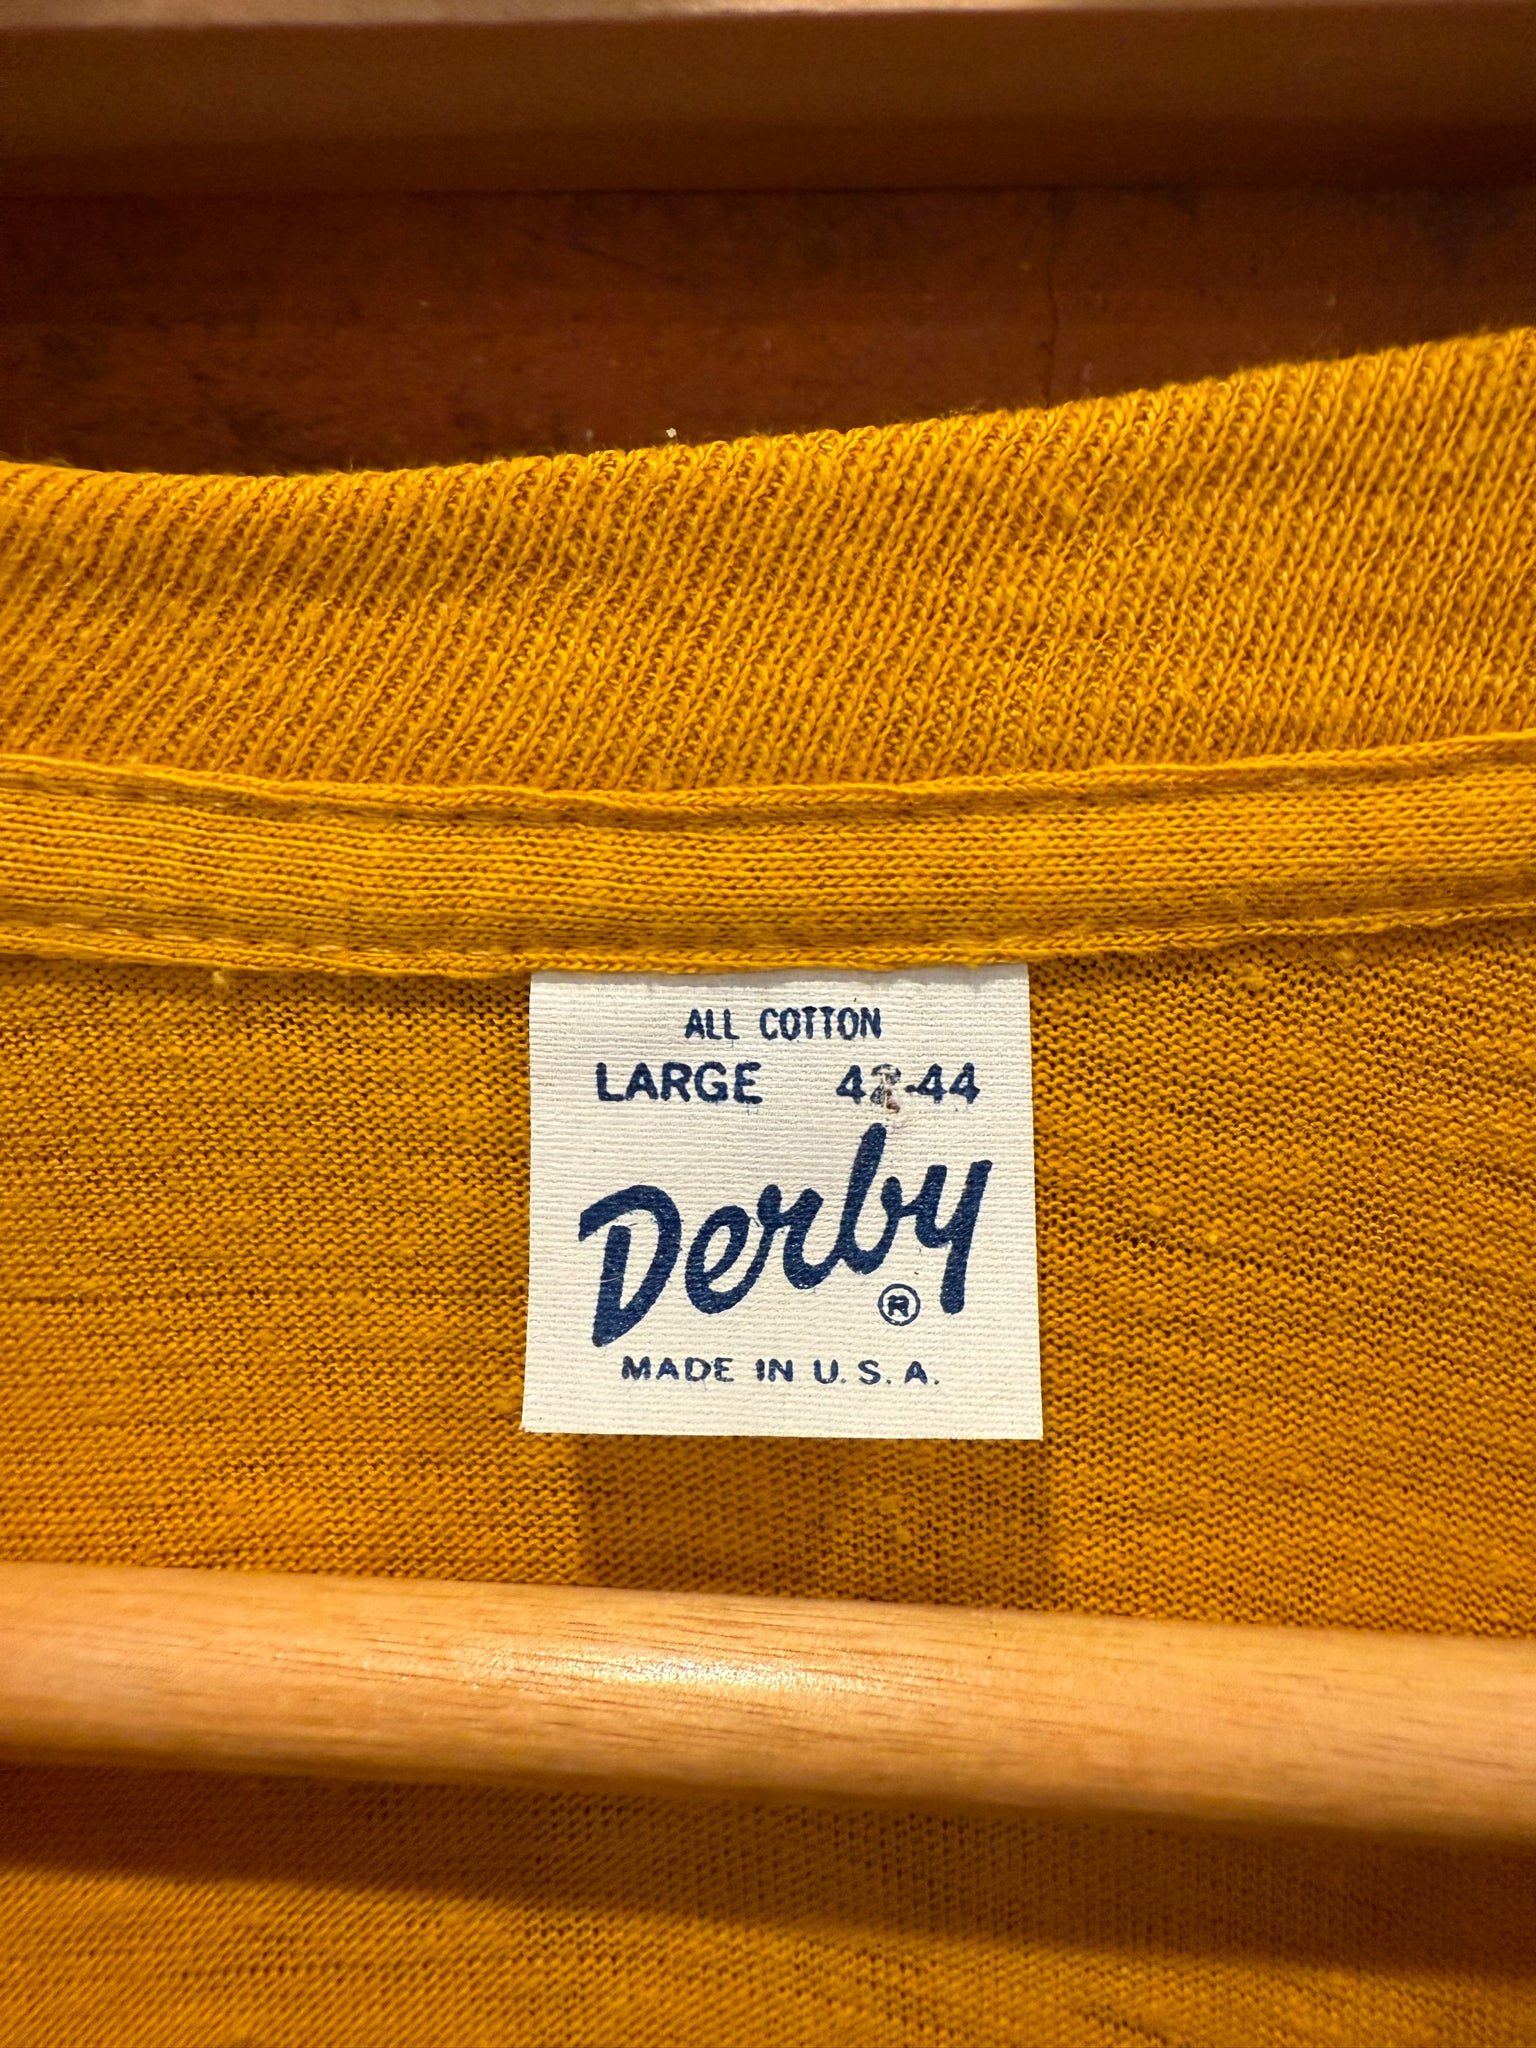 ALL COTTON
LARGE 42-44
Derby
®
MADE IN U.S.A.